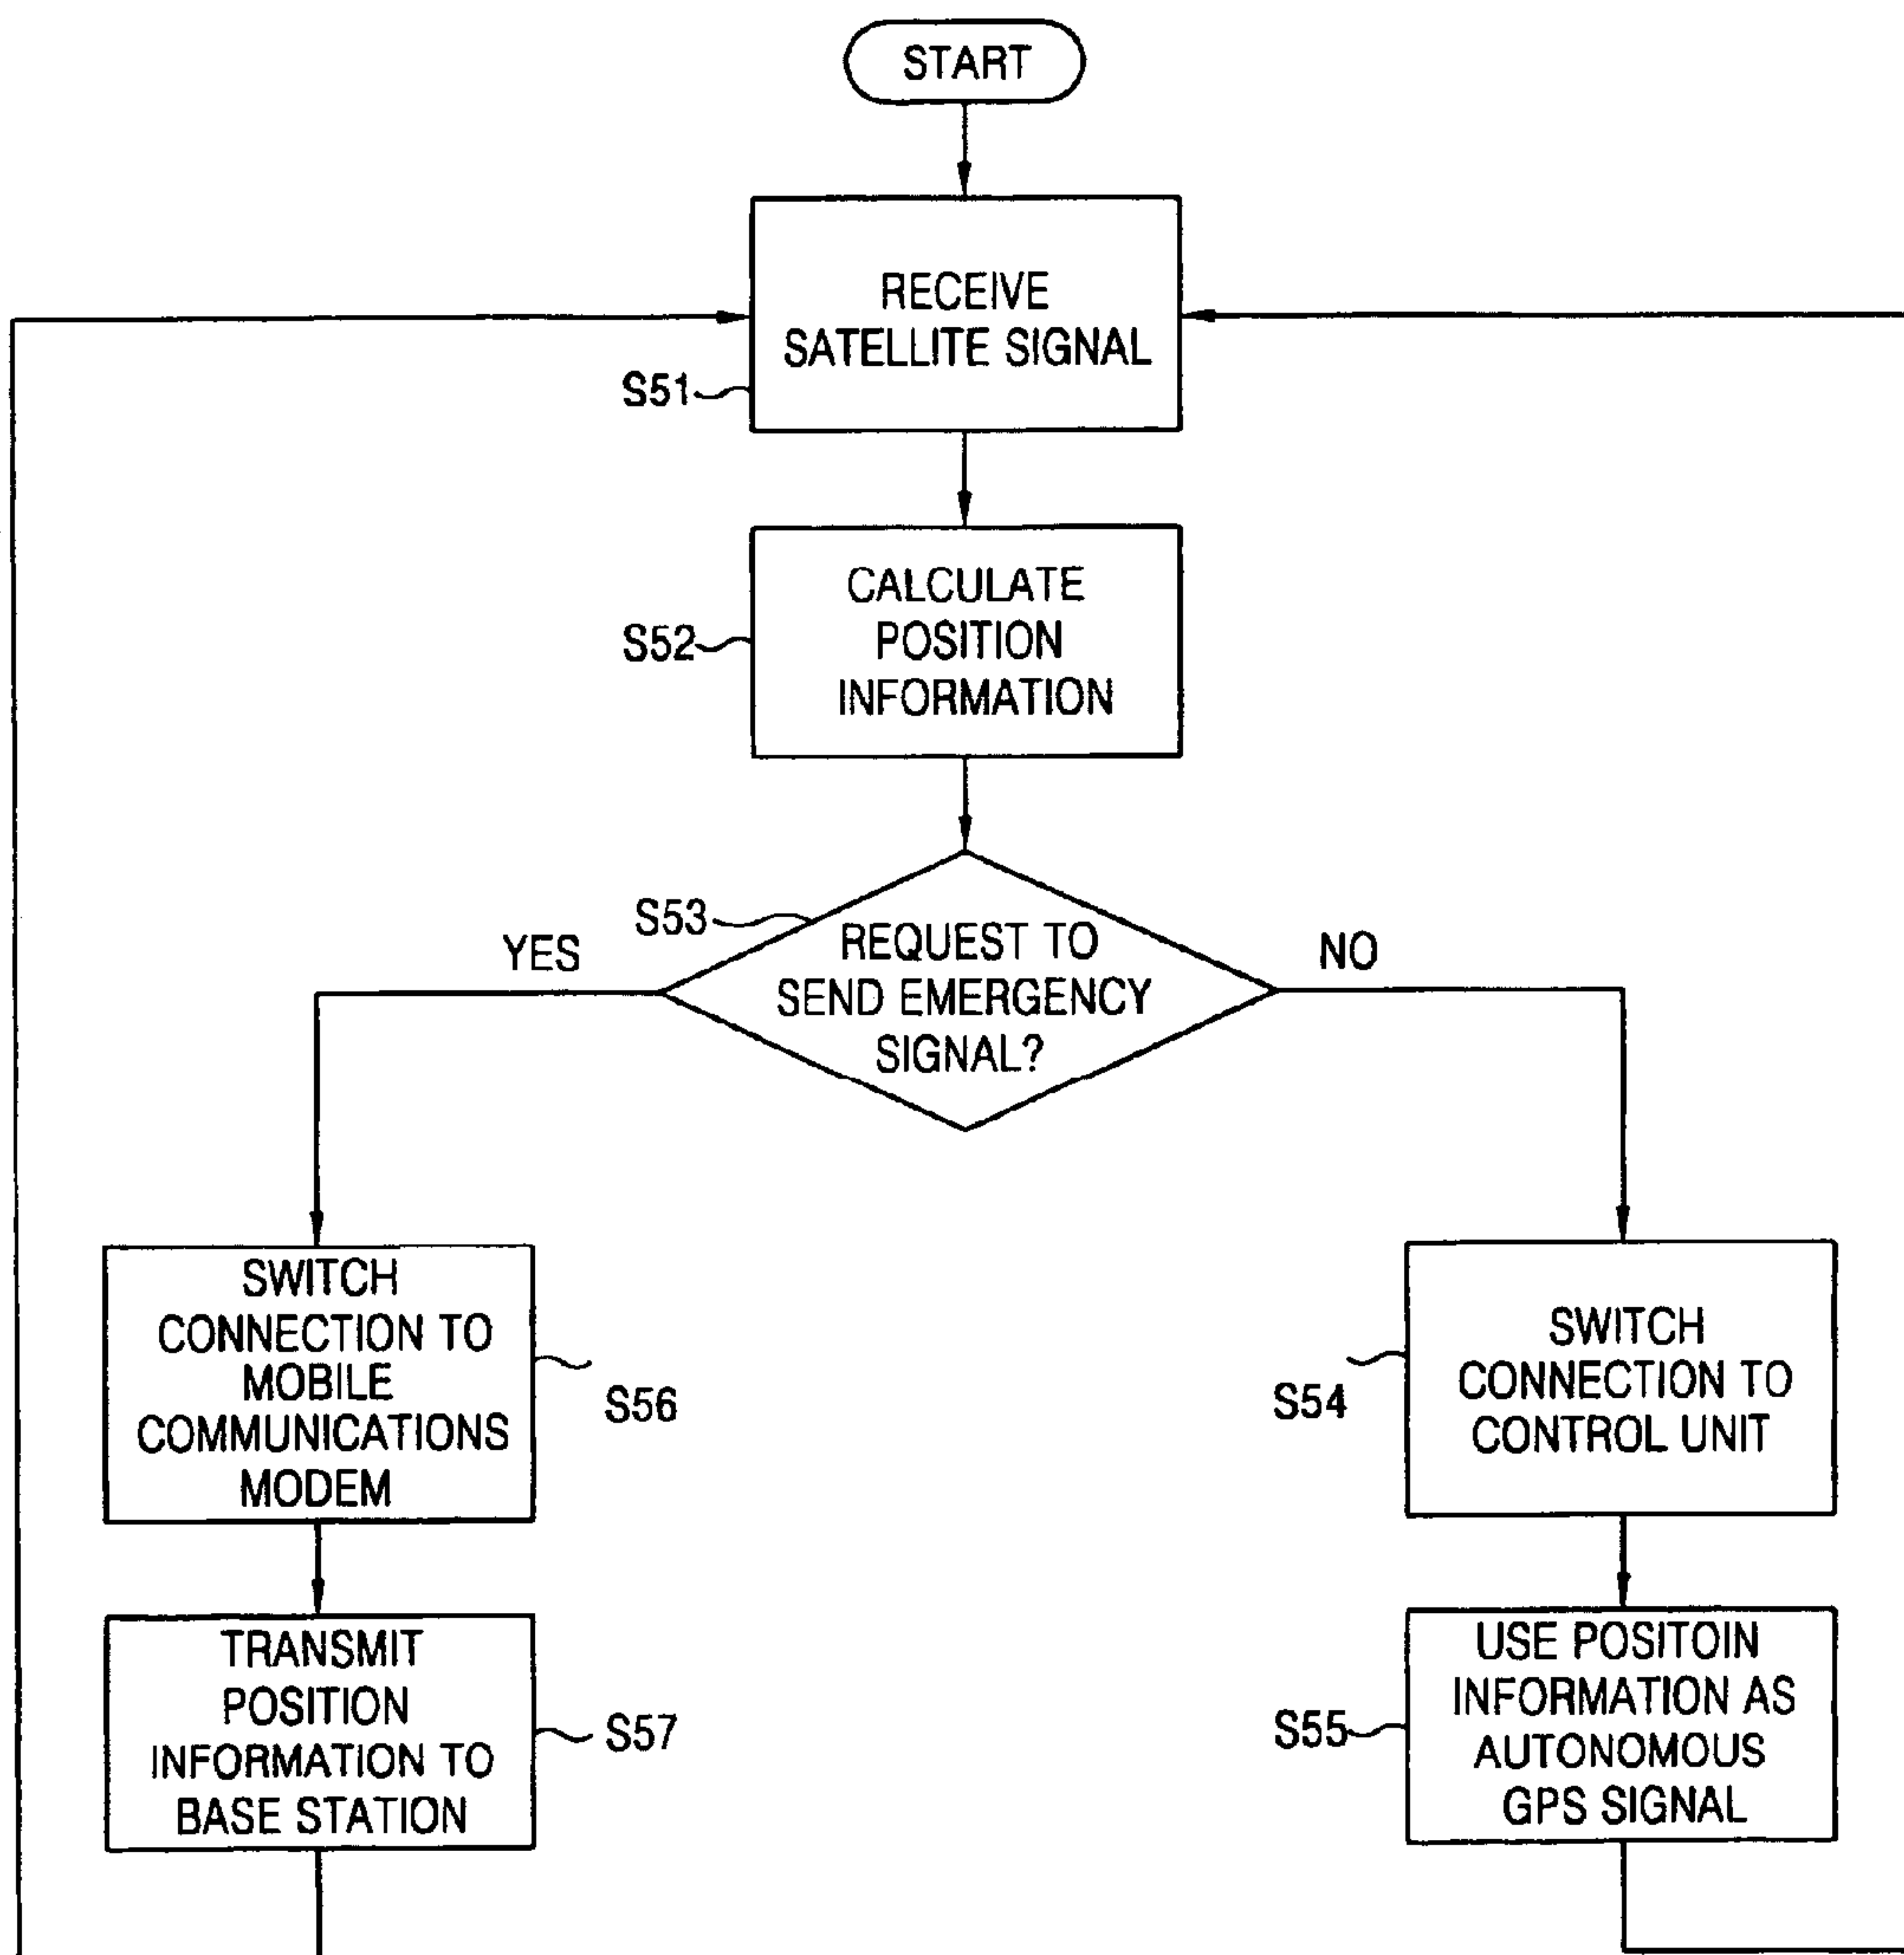 START
RECEIVE
SATELLITE SIGNAL
S51
CALCULATE
POSITION
INFORMATION
S52
S53
REQUEST TO
SEND EMERGENCY
SIGNAL?
YES
NO
SWITCH
CONNECTION TO
MOBILE
COMMUNICATIONS
MODEM
S56
SWITCH
CONNECTION TO
CONTROL UNIT
S54
TRANSMIT
POSITION
INFORMATION TO
BASE STATION
S57
USE POSITOIN
INFORMATION AS
AUTONOMOUS
GPS SIGNAL
S55